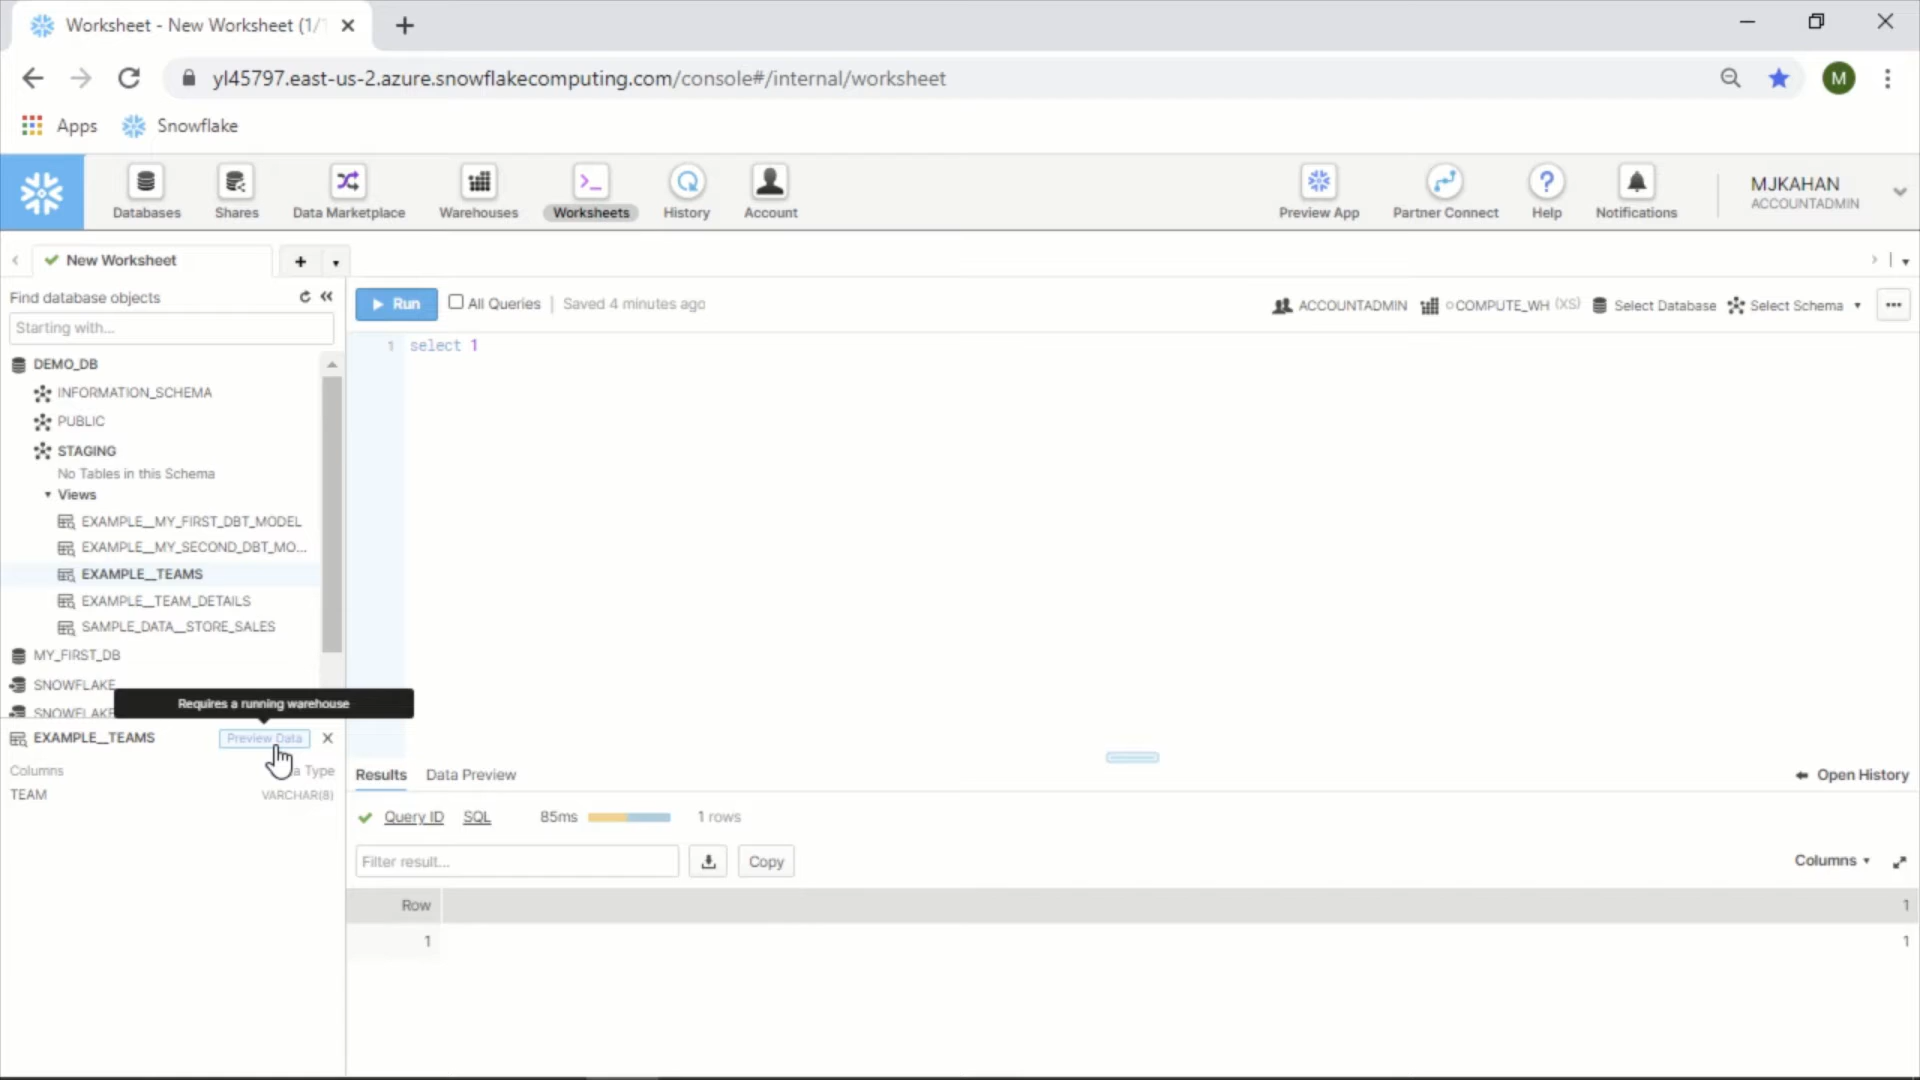 Worksheet - New Worksheet (1/
yl45797.east-us-2.azure.snowflakecomputing.com/console#/internal/worksheet
M
Apps
Snowflake
Databases
Shares
Data Marketplace
Warehouses
Worksheets
History
Account
Preview App
Partner Connect
Help
Notifications
MJKAHAN
ACCOUNTADMIN
New Worksheet
Find database objects
Starting with...
Run
All Queries
Saved 4 minutes ago
ACCOUNTADMIN
COMPUTE_WH (XS)
Select Database
Select Schema
1 select 1
DEMO_DB
INFORMATION_SCHEMA
PUBLIC
STAGING
No Tables in this Schema
Views
EXAMPLE__MY_FIRST_DBT_MODEL
EXAMPLE__MY_SECOND_DBT_MO...
EXAMPLE__TEAMS
EXAMPLE__TEAM_DETAILS
SAMPLE_DATA__STORE_SALES
MY_FIRST_DB
SNOWFLAKE
SNOWFLAKE
Requires a running warehouse
EXAMPLE__TEAMS
Preview Data
Columns
a Type
TEAM
VARCHAR(8)
Results
Data Preview
Open History
Query ID
SQL
85ms
1 rows
Filter result...
Copy
Columns
Row
1
1
1